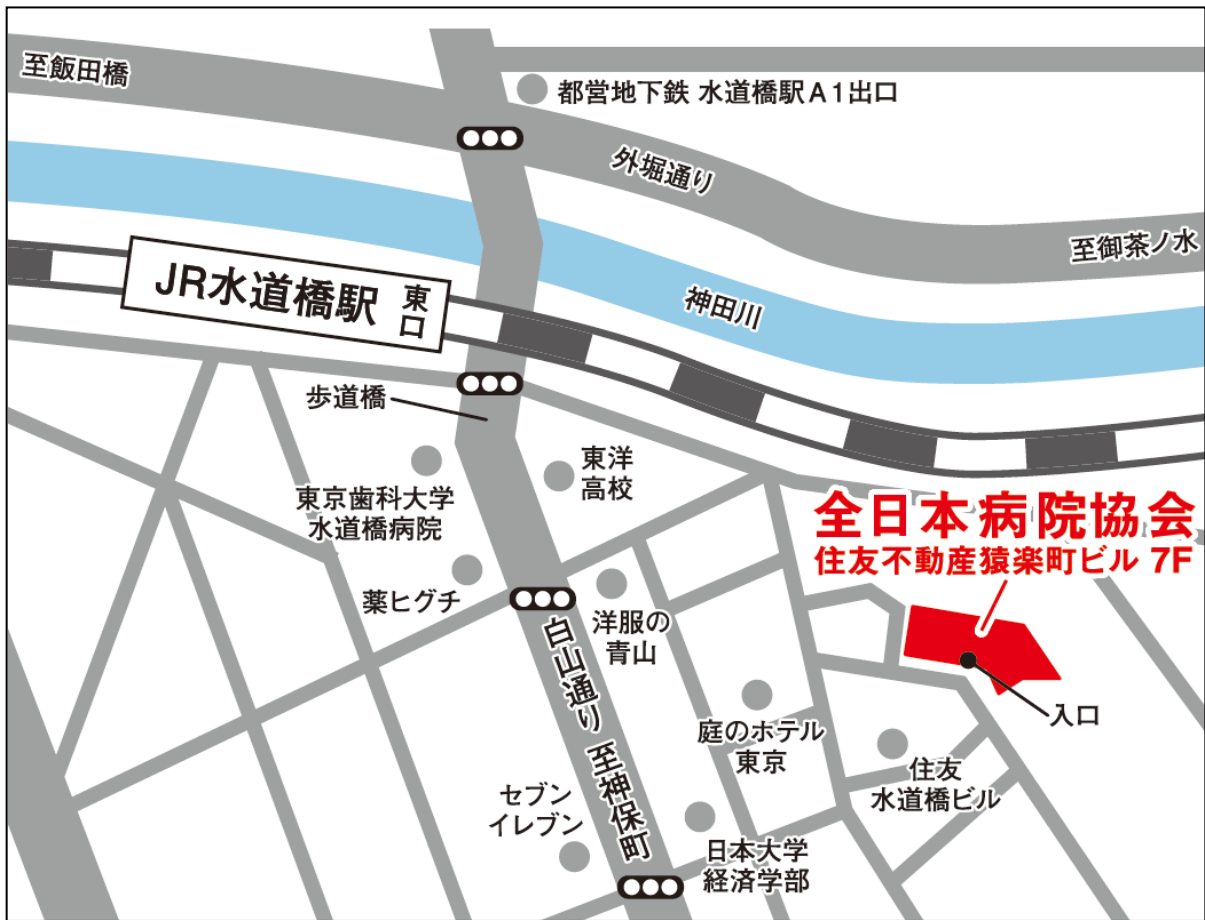 至飯田橋
都営地下鉄 水道橋駅A1出口
外堀通り
至御茶ノ水
JR水道橋駅 東口
神田川
歩道橋
東洋
高校
東京歯科大学
水道橋病院
全日本病院協会
住友不動産猿楽町ビル 7F
薬ヒグチ
洋服の
青山
白山通り 至神保町
入口
庭のホテル
東京
住友
水道橋ビル
セブン
イレブン
日本大学
経済学部